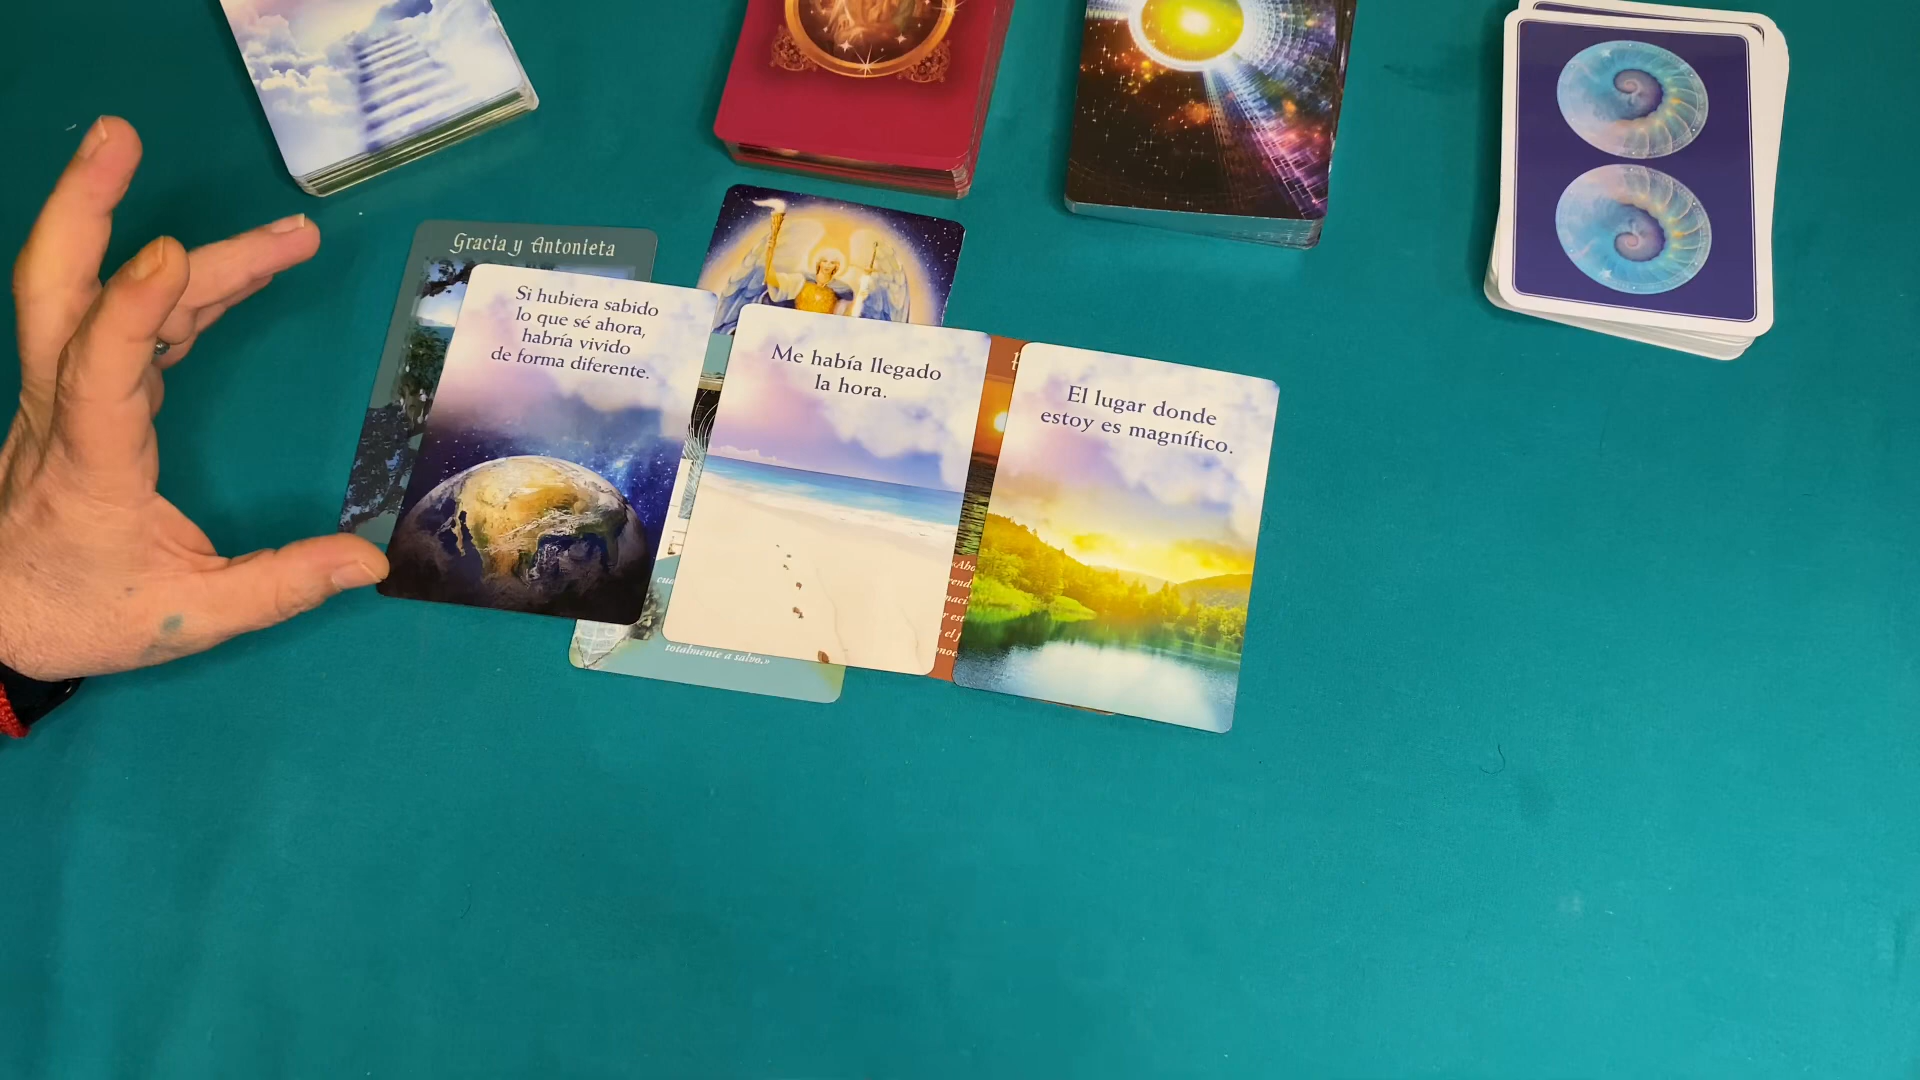 Gracia y Antonieta
Si hubiera sabido
lo que sé ahora,
habría vivido
de forma diferente.
Me había llegado
la hora.
El lugar donde
estoy es magnífico.
totalmente a salvo.»